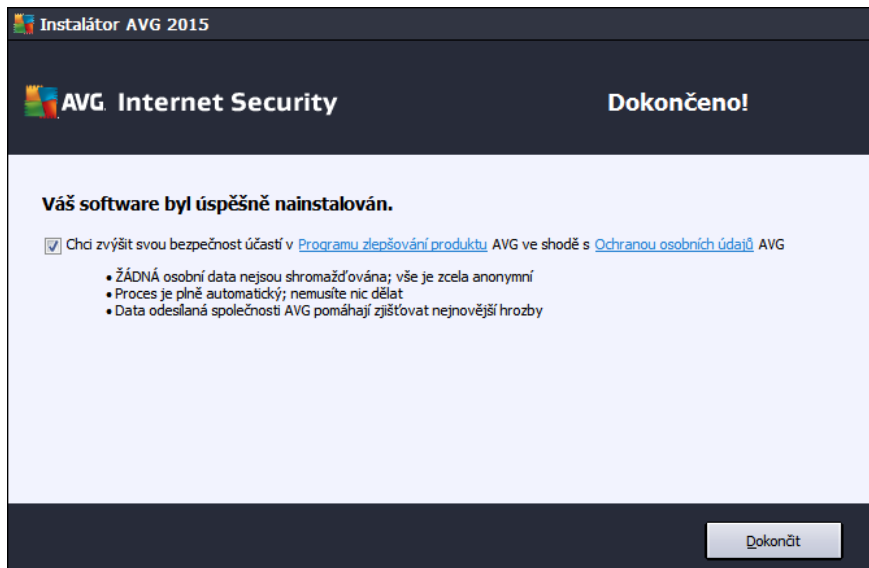 Instalátor AVG 2015
AVG. Internet Security
Dokončeno!
Váš software byl úspěšně nainstalován.
Chci zvýšit svou bezpečnost účastí v Programu zlepšování produktu AVG ve shodě s Ochranou osobních údajů AVG
• ŽÁDNÁ osobní data nejsou shromažďována; vše je zcela anonymní
• Proces je plně automatický; nemusíte nic dělat
• Data odesílaná společnosti AVG pomáhají zjišťovat nejnovější hrozby
Dokončit